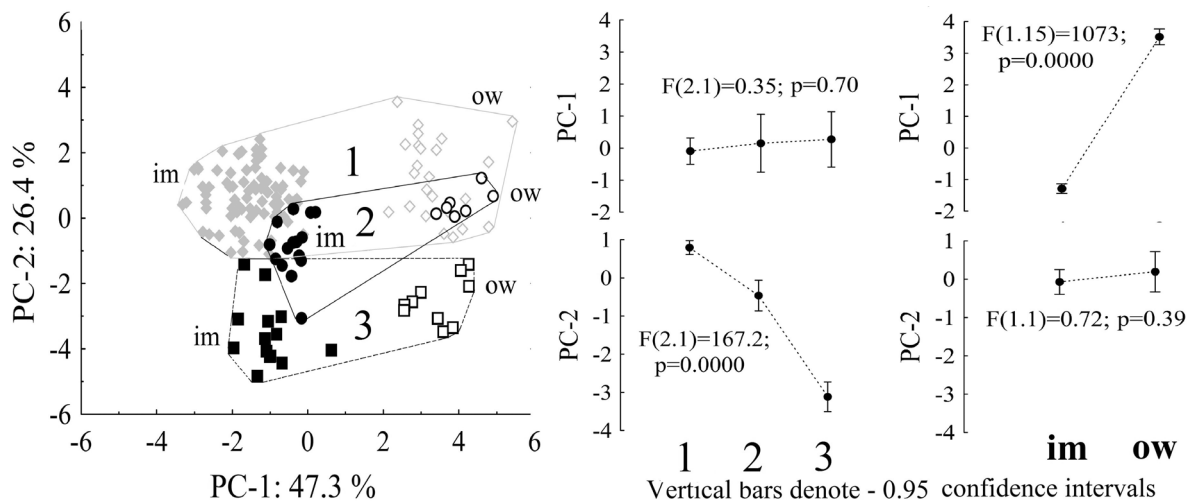 6
4
2
0
-2
-4
-6
PC-2: 26.4 %
-6 -4 -2 0 2 4 6
PC-1: 47.3 %
ow
1
im
ow
2
im
ow
3
im
4
3
2
1
0
-1
-2
PC-1
F(2.1)=0.35; p=0.70
1
0
-1
-2
-3
-4
PC-2
F(2.1)=167.2;
p=0.0000
1 2 3
4
3
2
1
0
-1
-2
PC-1
F(1.15)=1073;
p=0.0000
1
0
-1
-2
-3
-4
PC-2
F(1.1)=0.72; p=0.39
im ow
Vertical bars denote - 0.95 confidence intervals